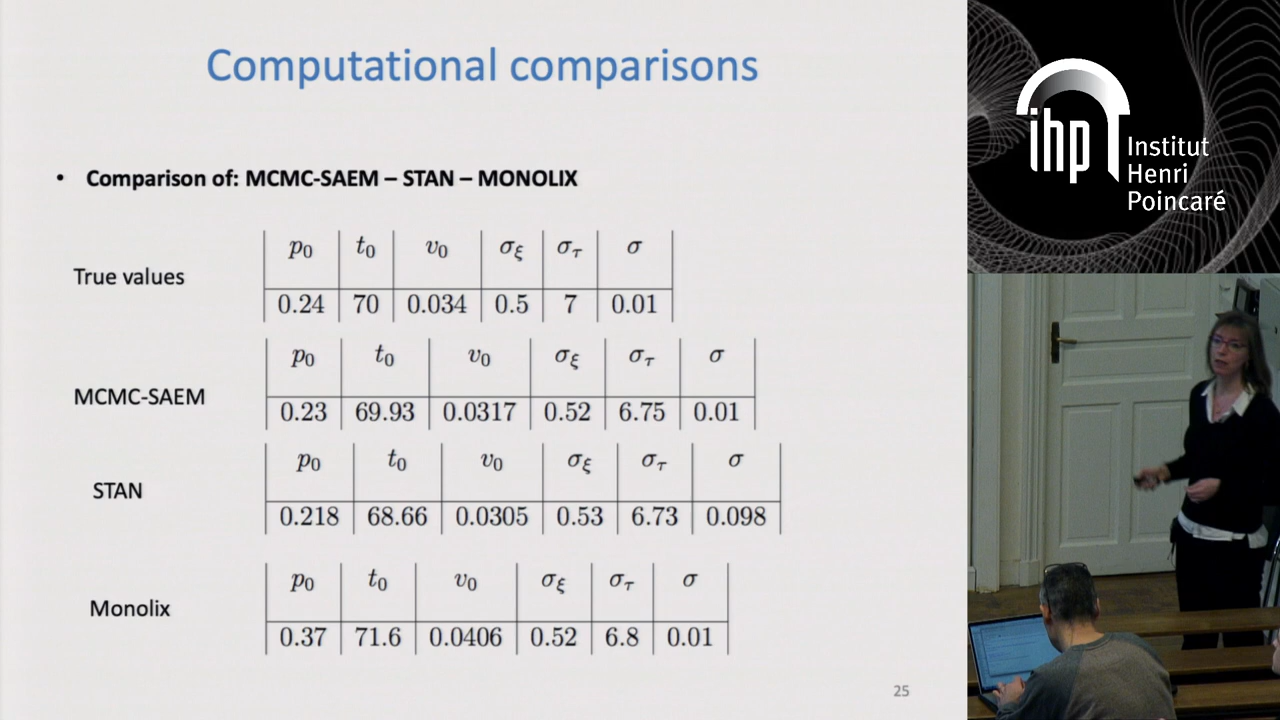 Computational comparisons
• Comparison of: MCMC-SAEM – STAN – MONOLIX
True values
p₀ t₀ v₀ σ_ξ σ_τ σ
0.24 70 0.034 0.5 7 0.01
MCMC-SAEM
p₀ t₀ v₀ σ_ξ σ_τ σ
0.23 69.93 0.0317 0.52 6.75 0.01
STAN
p₀ t₀ v₀ σ_ξ σ_τ σ
0.218 68.66 0.0305 0.53 6.73 0.098
Monolix
p₀ t₀ v₀ σ_ξ σ_τ σ
0.37 71.6 0.0406 0.52 6.8 0.01
25
ihp
Institut
Henri
Poincaré